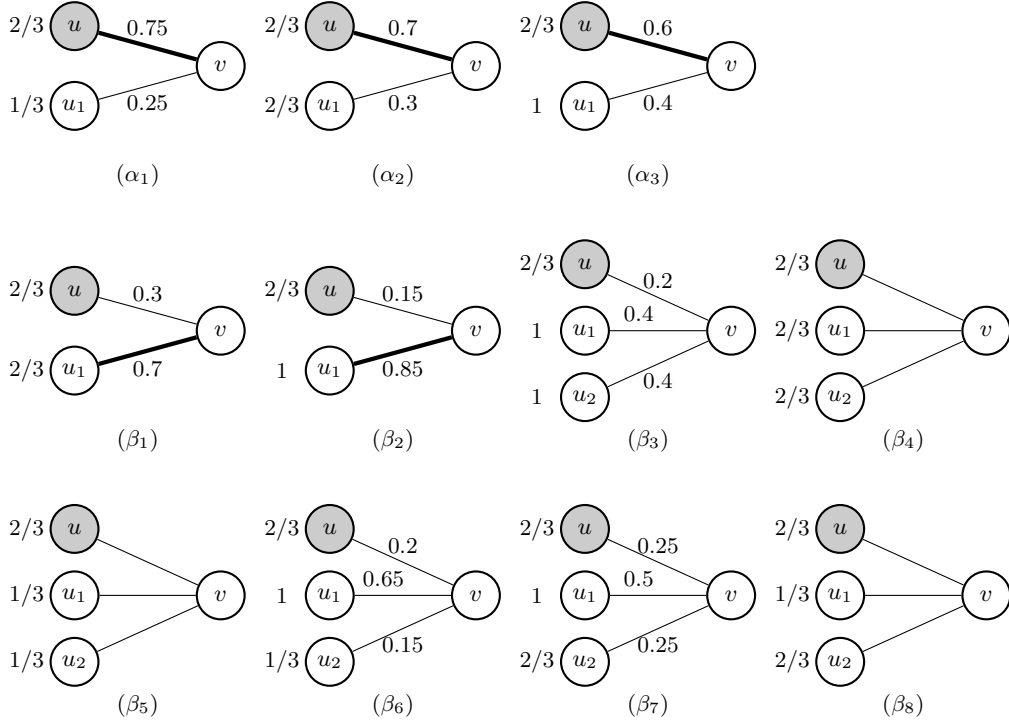 2/3 u 0.75 v
1/3 u₁ 0.25
(α₁)
2/3 u 0.7 v
2/3 u₁ 0.3
(α₂)
2/3 u 0.6 v
1 u₁ 0.4
(α₃)
2/3 u 0.3 v
2/3 u₁ 0.7
(β₁)
2/3 u 0.15 v
1 u₁ 0.85
(β₂)
2/3 u 0.2
1 u₁ 0.4 v
1 u₂ 0.4
(β₃)
2/3 u
2/3 u₁ v
2/3 u₂
(β₄)
2/3 u
1/3 u₁ v
1/3 u₂
(β₅)
2/3 u 0.2
1 u₁ 0.65 v
1/3 u₂ 0.15
(β₆)
2/3 u 0.25
1 u₁ 0.5 v
2/3 u₂ 0.25
(β₇)
2/3 u
1/3 u₁ v
2/3 u₂
(β₈)